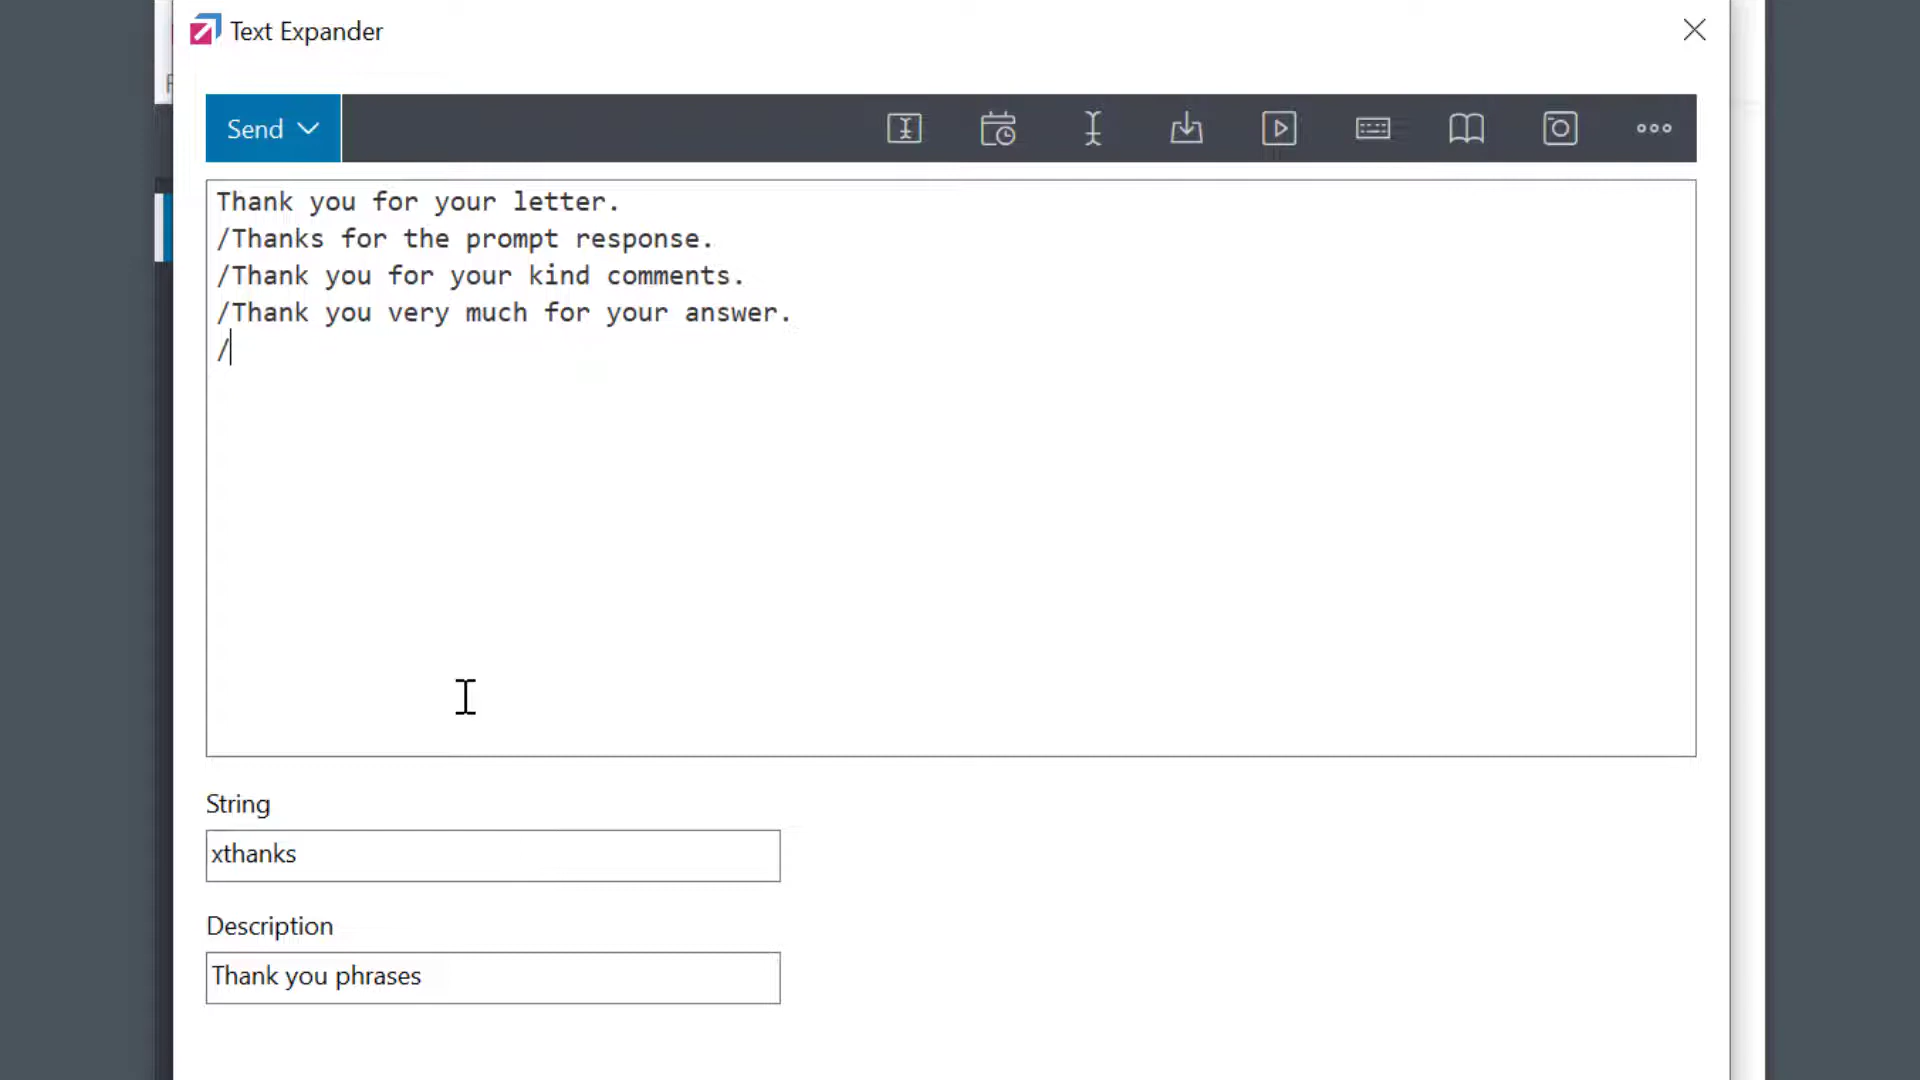 Text Expander
Send
Thank you for your letter.
/Thanks for the prompt response.
/Thank you for your kind comments.
/Thank you very much for your answer.
/
String
xthanks
Description
Thank you phrases